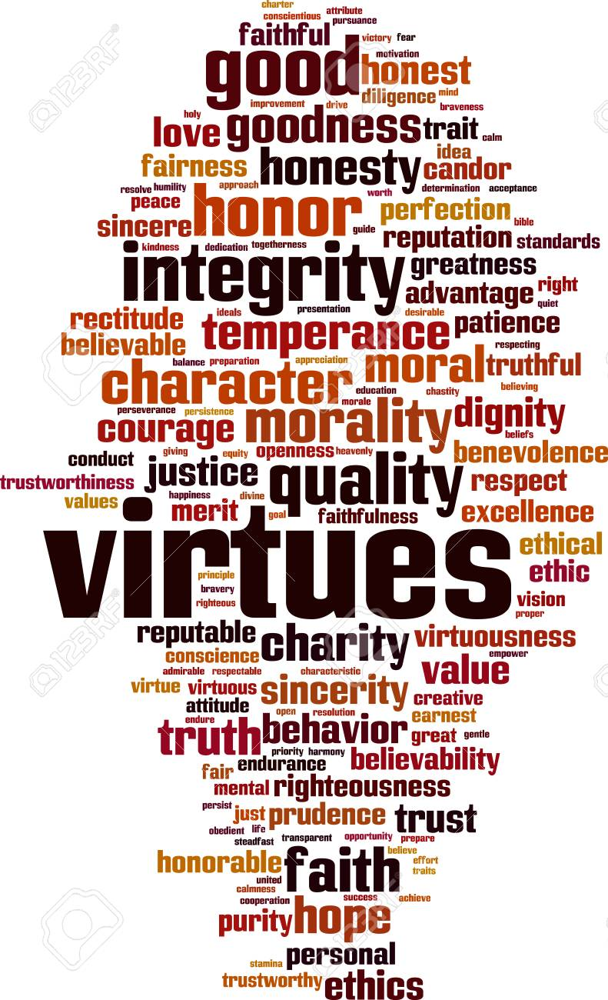 charter
attribute
conscientious
pursuance
faithful
victory fear
good
motivation
honest
diligence mind
improvement drive
braveness
holy
love goodness trait calm
idea
fairness honesty candor
resolve humility approach worth determination acceptance
peace honor perfection
bible
sincere guide reputation standards
kindness dedication togetherness
integrity greatness
right
advantage
presentation quiet
rectitude ideals temperance desirable patience
believable respecting
balance preparation appreciation moral truthful
character education chastity believing
morale
perseverance persistence dignity
courage morality beliefs
giving equity openness heavenly benevolence
conduct justice quality
trustworthiness respect
values happiness divine
merit goal faithfulness excellence
virtues ethical
principle ethic
bravery
righteous vision
proper
reputable charity virtuousness
conscience empower
admirable respectable characteristic value
virtue virtuous sincerity creative
attitude open resolution earnest
endure
truth behavior great gentle
priority harmony
endurance believability
fair
mental righteousness
persist
just prudence trust
obedient life
steadfast transparent opportunity prepare
believe
honorable faith effort
traits
united
calmness
cooperation success achieve
purity hope
personal
stamina
trustworthy ethics
123RF